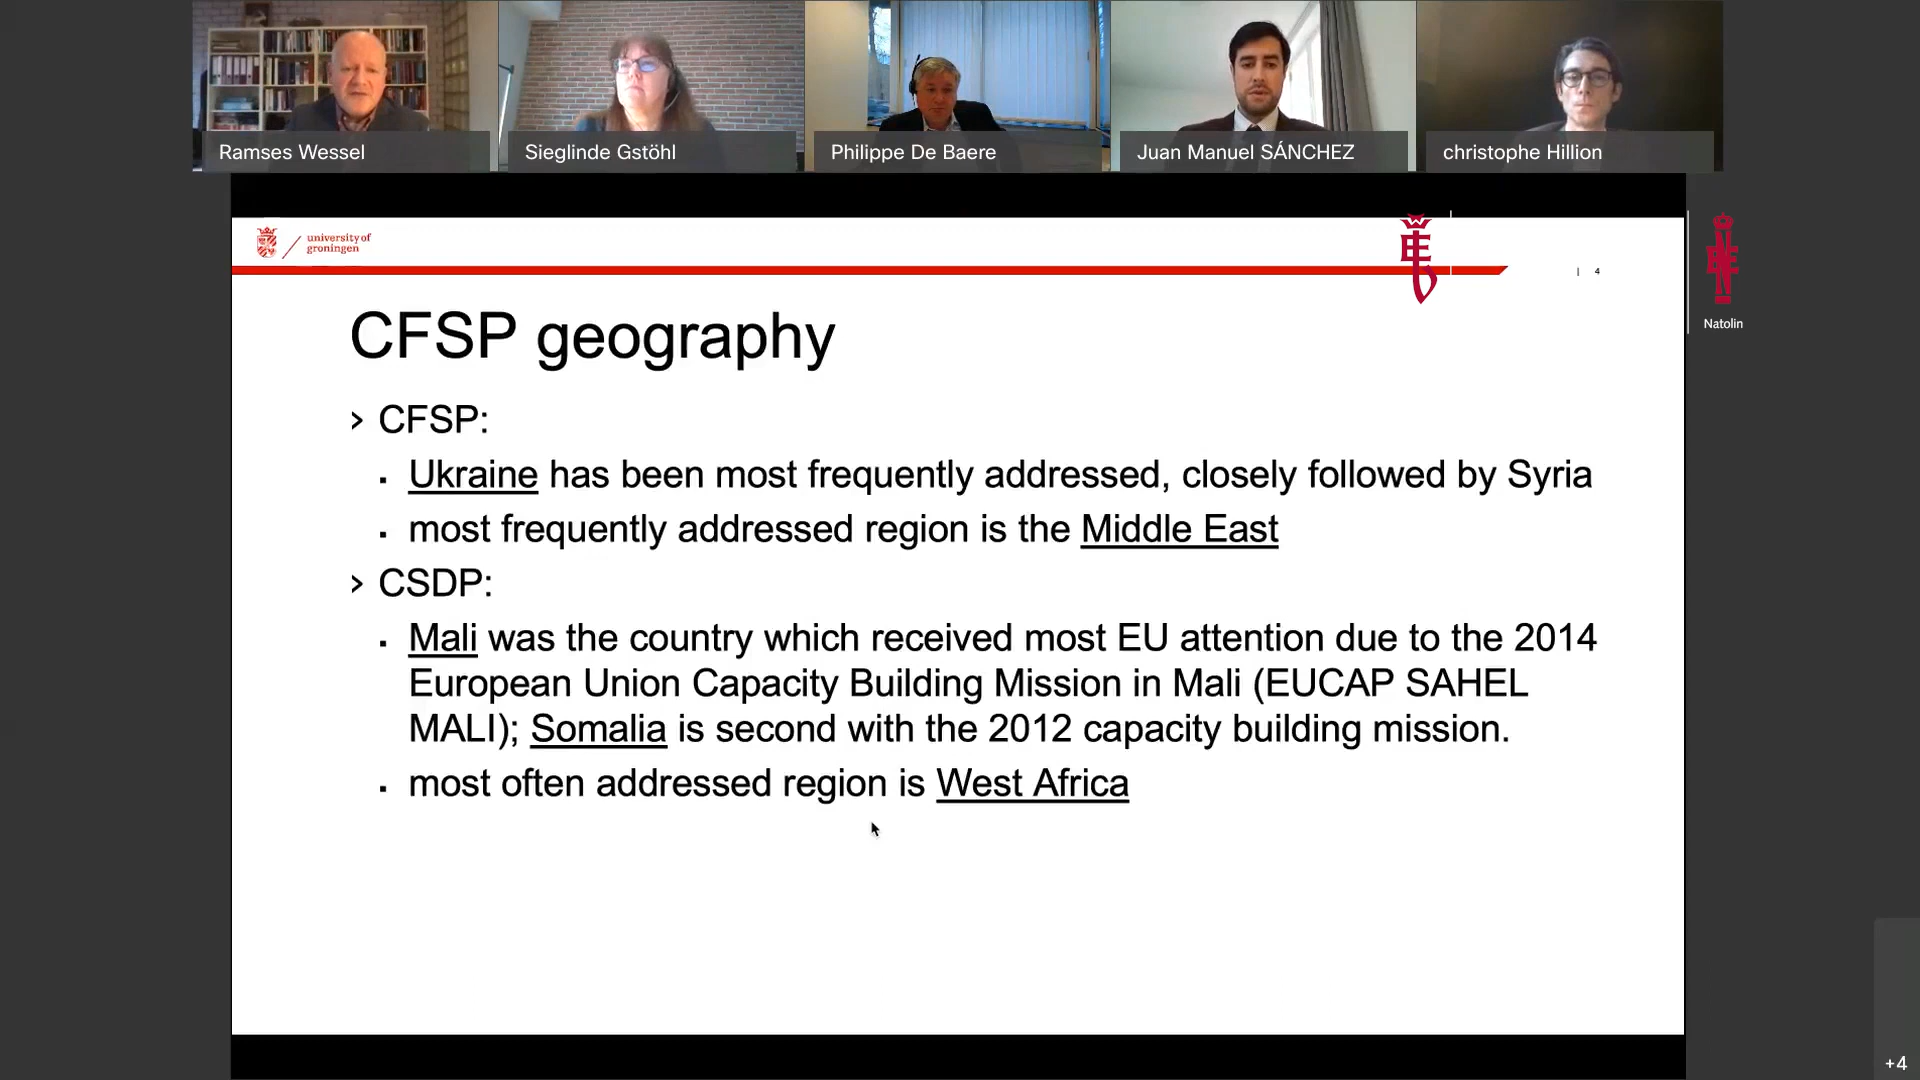 Ramses Wessel
Sieglinde Gstöhl
Philippe De Baere
Juan Manuel SÁNCHEZ
christophe Hillion
university of
groningen
| 4
Natolin
CFSP geography
› CFSP:
▪ Ukraine has been most frequently addressed, closely followed by Syria
▪ most frequently addressed region is the Middle East
› CSDP:
▪ Mali was the country which received most EU attention due to the 2014
European Union Capacity Building Mission in Mali (EUCAP SAHEL
MALI); Somalia is second with the 2012 capacity building mission.
▪ most often addressed region is West Africa
+4